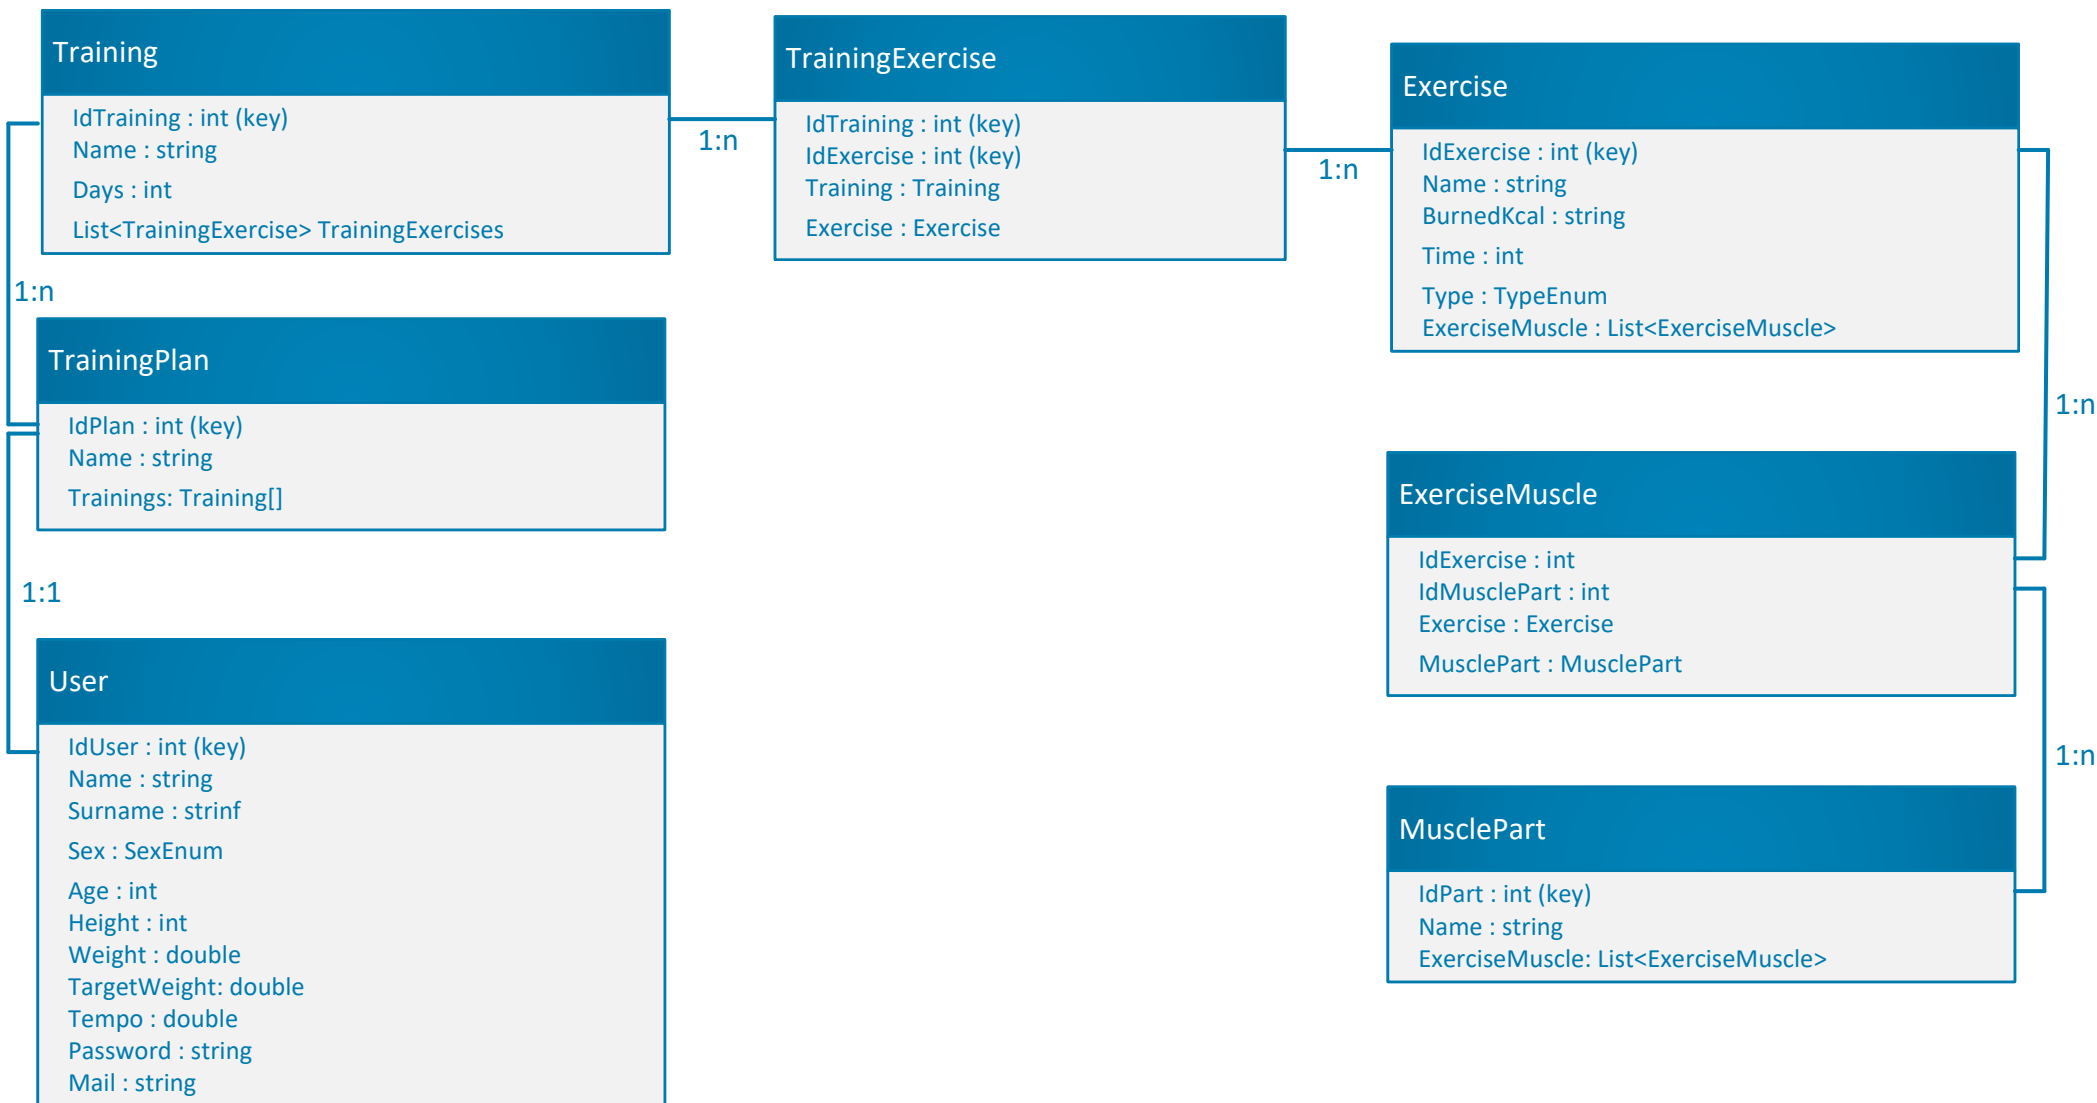 Training
IdTraining : int (key)
Name : string
Days : int
List<TrainingExercise> TrainingExercises
1:n
TrainingExercise
IdTraining : int (key)
IdExercise : int (key)
Training : Training
Exercise : Exercise
1:n
Exercise
IdExercise : int (key)
Name : string
BurnedKcal : string
Time : int
Type : TypeEnum
ExerciseMuscle : List<ExerciseMuscle>
1:n
TrainingPlan
IdPlan : int (key)
Name : string
Trainings: Training[]
1:n
ExerciseMuscle
IdExercise : int
IdMusclePart : int
Exercise : Exercise
MusclePart : MusclePart
1:1
User
IdUser : int (key)
Name : string
Surname : strinf
Sex : SexEnum
Age : int
Height : int
Weight : double
TargetWeight: double
Tempo : double
Password : string
Mail : string
1:n
MusclePart
IdPart : int (key)
Name : string
ExerciseMuscle: List<ExerciseMuscle>